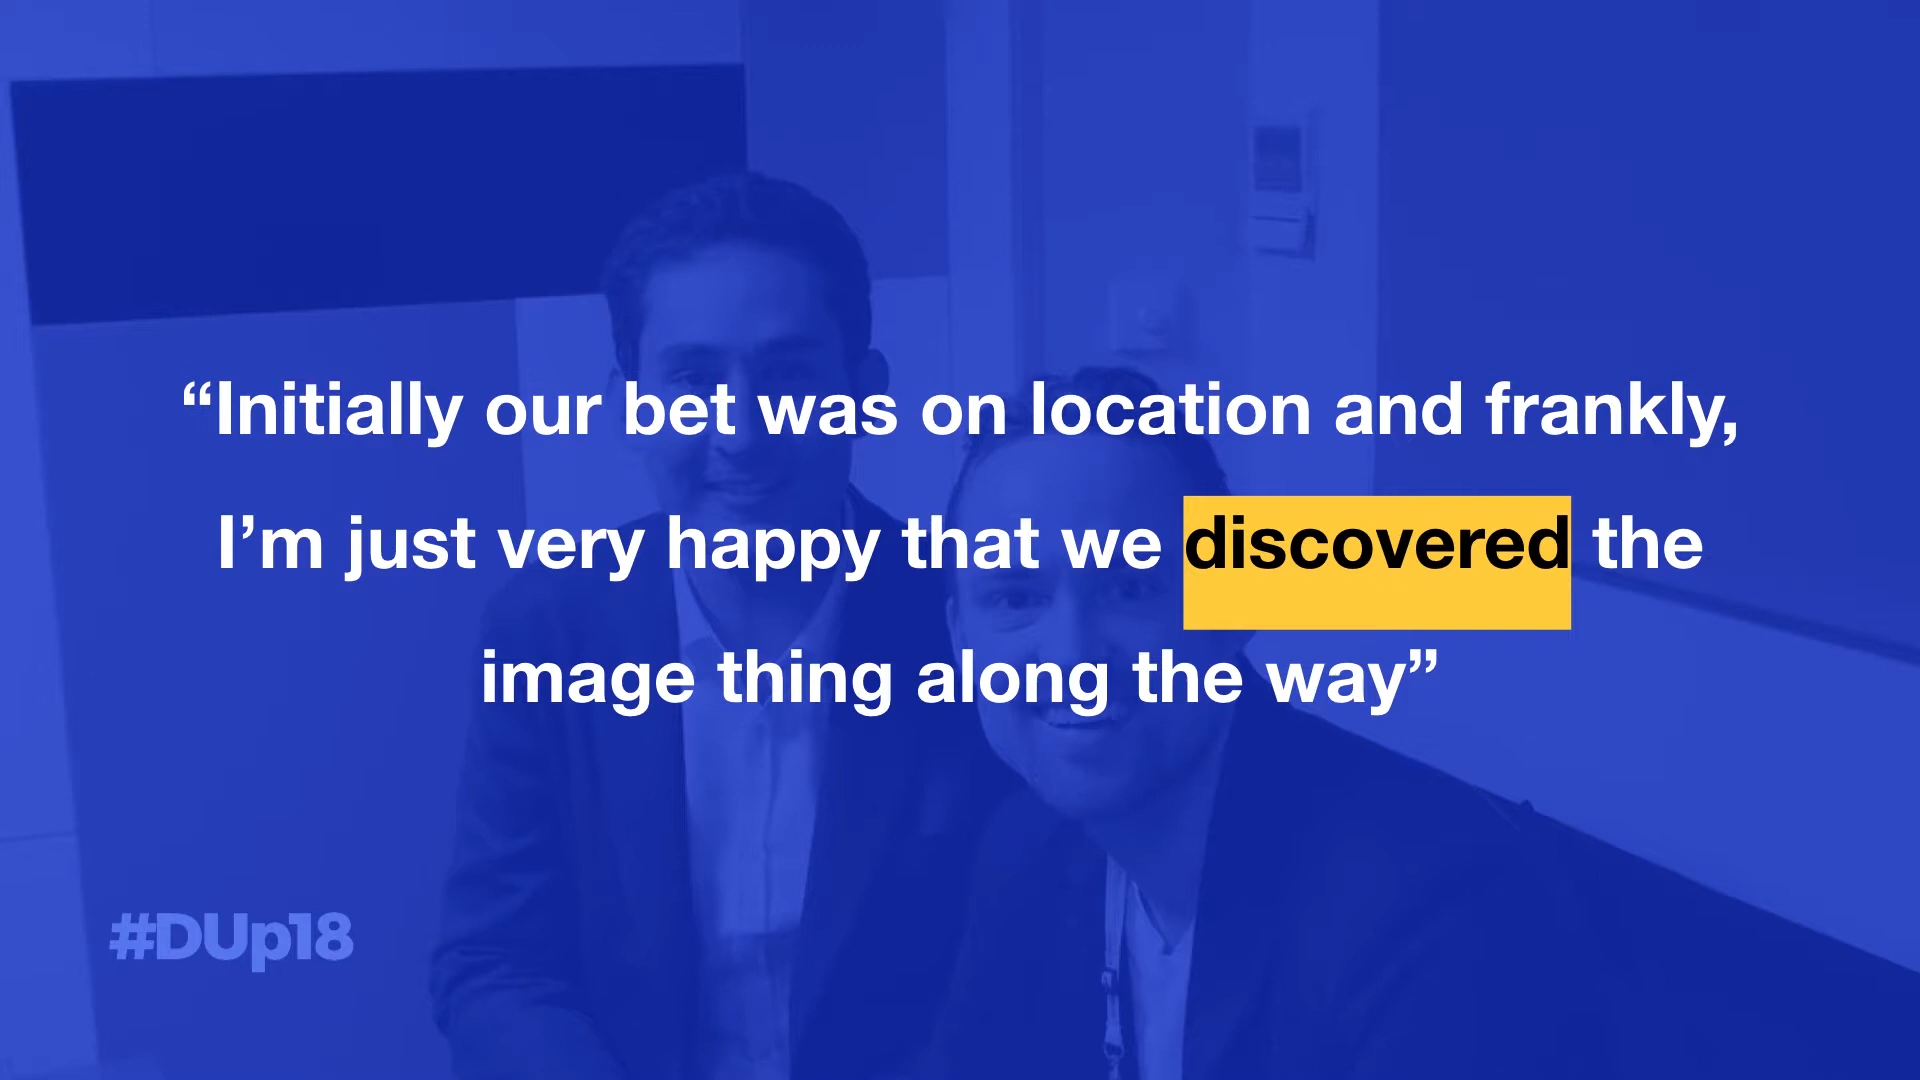 “Initially our bet was on location and frankly,
I’m just very happy that we discovered the
image thing along the way”
#DUp18